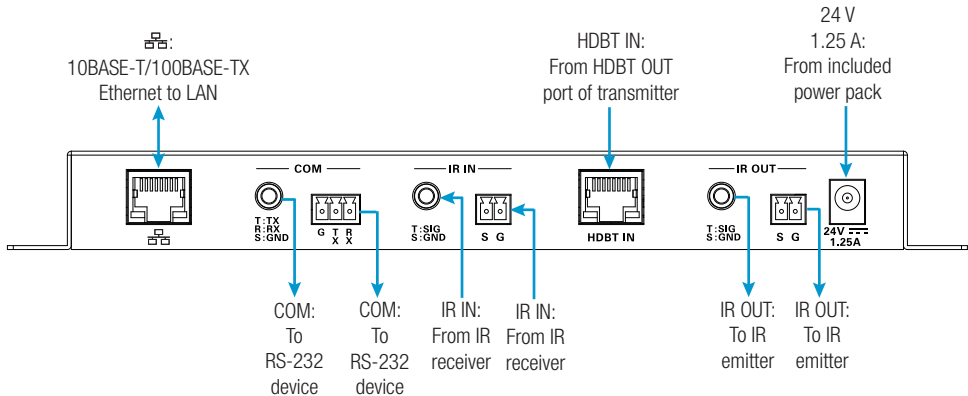 :
10BASE-T/100BASE-TX
Ethernet to LAN
HDBT IN:
From HDBT OUT
port of transmitter
24 V
1.25 A:
From included
power pack
COM
T:TX
R:RX
S:GND
G TX RX
IR IN
T:SIG
S:GND
S G
HDBT IN
IR OUT
T:SIG
S:GND
S G
24V
1.25A
COM:
To
RS-232
device
COM:
To
RS-232
device
IR IN:
From IR
receiver
IR IN:
From IR
receiver
IR OUT:
To IR
emitter
IR OUT:
To IR
emitter